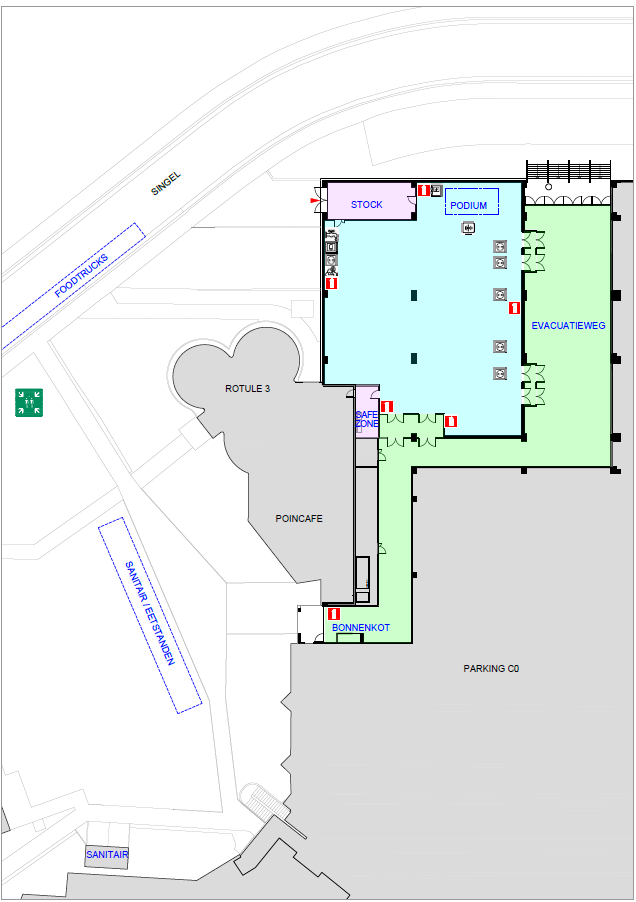 SINGEL
STOCK
PODIUM
FOODTRUCKS
EVACUATIEWEG
ROTULE 3
SAFE
ZONE
POINCAFE
SANITAIR / EETSTANDEN
BONNENKOT
PARKING C0
SANITAIR